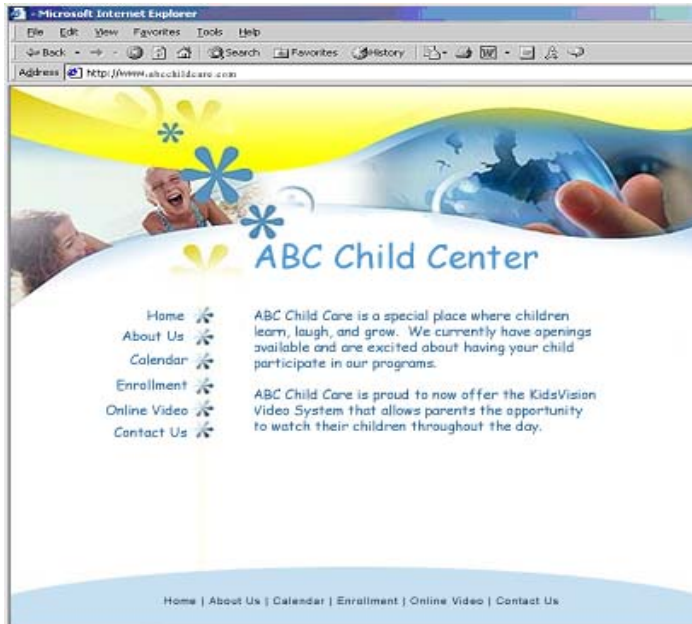 - Microsoft Internet Explorer
File Edit View Favorites Tools Help
Back Search Favorites History
Address http://www.abcchildcare.com
ABC Child Center
Home
About Us
Calendar
Enrollment
Online Video
Contact Us
ABC Child Care is a special place where children
learn, laugh, and grow. We currently have openings
available and are excited about having your child
participate in our programs.
ABC Child Care is proud to now offer the KidsVision
Video System that allows parents the opportunity
to watch their children throughout the day.
Home | About Us | Calendar | Enrollment | Online Video | Contact Us